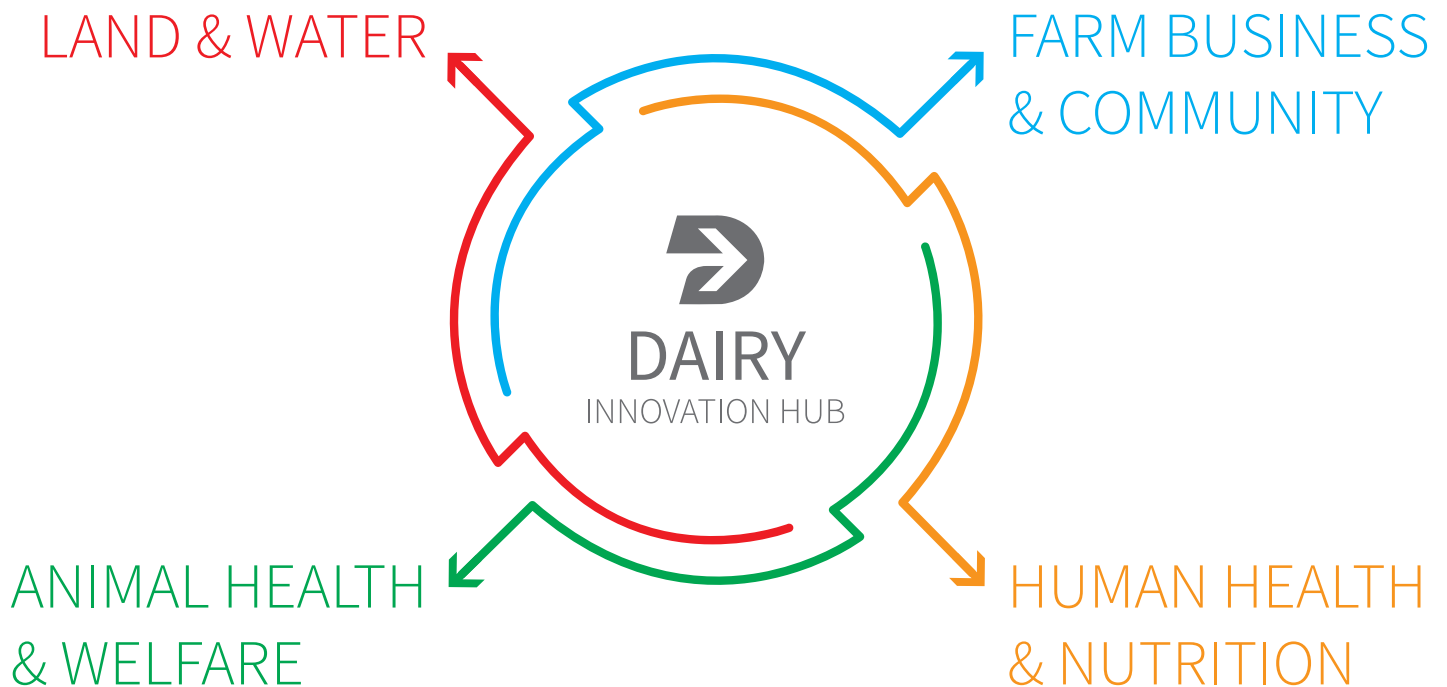 LAND & WATER
FARM BUSINESS
& COMMUNITY
DAIRY
INNOVATION HUB
ANIMAL HEALTH
& WELFARE
HUMAN HEALTH
& NUTRITION